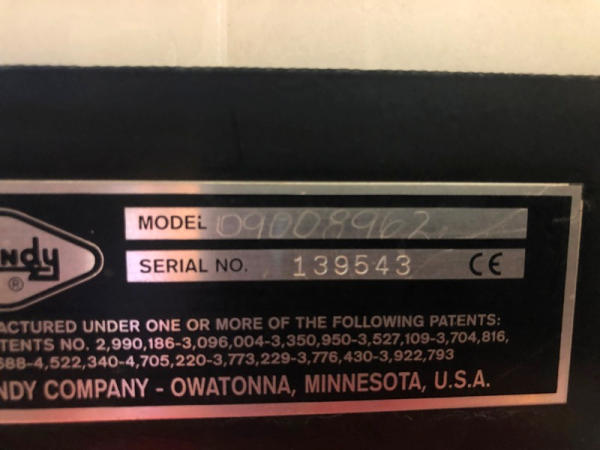 ndy
®
MODEL 09008962
SERIAL NO. 139543 CE
ACTURED UNDER ONE OR MORE OF THE FOLLOWING PATENTS:
TENTS NO. 2,990,186-3,096,004-3,350,950-3,527,109-3,704,816,
688-4,522,340-4,705,220-3,773,229-3,776,430-3,922,793
NDY COMPANY - OWATONNA, MINNESOTA, U.S.A.